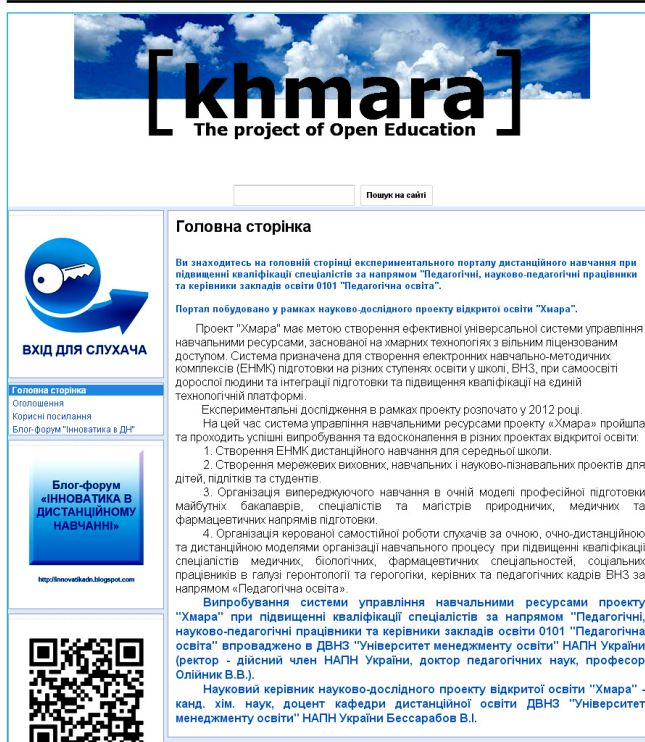 [khmara]
The project of Open Education
Пошук на сайті
ВХІД ДЛЯ СЛУХАЧА
Головна сторінка
Оголошення
Корисні посилання
Блог-форум "Інноватика в ДН"
Блог-форум
«ІННОВАТИКА В
ДИСТАНЦІЙНОМУ
НАВЧАННІ»
http://innovatikadn.blogspot.com
Головна сторінка
Ви знаходитесь на головній сторінці експериментального порталу дистанційного навчання при
підвищенні кваліфікації спеціалістів за напрямом "Педагогічні, науково-педагогічні працівники
та керівники закладів освіти 0101 "Педагогічна освіта".
Портал побудовано у рамках науково-дослідного проекту відкритої освіти "Хмара".
Проект "Хмара" має метою створення ефективної універсальної системи управління
навчальними ресурсами, заснованої на хмарних технологіях з вільним ліцензованим
доступом. Система призначена для створення електронних навчально-методичних
комплексів (ЕНМК) підготовки на різних ступенях освіти у школі, ВНЗ, при самоосвіті
дорослої людини та інтеграції підготовки та підвищення кваліфікації на єдиній
технологічній платформі.
Експериментальні дослідження в рамках проекту розпочато у 2012 році.
На цей час система управління навчальними ресурсами проекту «Хмара» пройшла
та проходить успішні випробування та вдосконалення в різних проектах відкритої освіти:
1. Створення ЕНМК дистанційного навчання для середньої школи.
2. Створення мережевих виховних, навчальних і науково-пізнавальних проектів для
дітей, підлітків та студентів.
3. Організація випереджуючого навчання в очній моделі професійної підготовки
майбутніх бакалаврів, спеціалістів та магістрів природничих, медичних та
фармацевтичних напрямів підготовки.
4. Організація керованої самостійної роботи слухачів за очною, очно-дистанційною
та дистанційною моделями організації навчального процесу при підвищенні кваліфікації
спеціалістів медичних, біологічних, фармацевтичних спеціальностей, соціальних
працівників в галузі геронтології та герогогіки, керівних та педагогічних кадрів ВНЗ за
напрямом «Педагогічна освіта».
Випробування системи управління навчальними ресурсами проекту
"Хмара" при підвищенні кваліфікації спеціалістів за напрямом "Педагогічні,
науково-педагогічні працівники та керівники закладів освіти 0101 "Педагогічна
освіта" впроваджено в ДВНЗ "Університет менеджменту освіти" НАПН України
(ректор - дійсний член НАПН України, доктор педагогічних наук, професор
Олійник В.В.).
Науковий керівник науково-дослідного проекту відкритої освіти "Хмара" -
канд. хім. наук, доцент кафедри дистанційної освіти ДВНЗ "Університет
менеджменту освіти" НАПН України Бессарабов В.І.